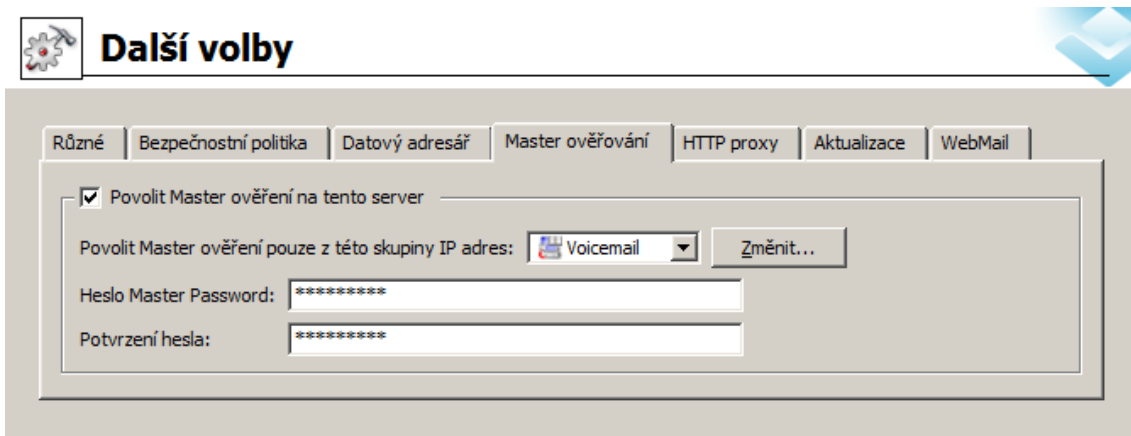 Další volby
Různé Bezpečnostní politika Datový adresář Master ověřování HTTP proxy Aktualizace WebMail
Povolit Master ověření na tento server
Povolit Master ověření pouze z této skupiny IP adres: Voicemail Změnit...
Heslo Master Password: *********
Potvrzení hesla: *********